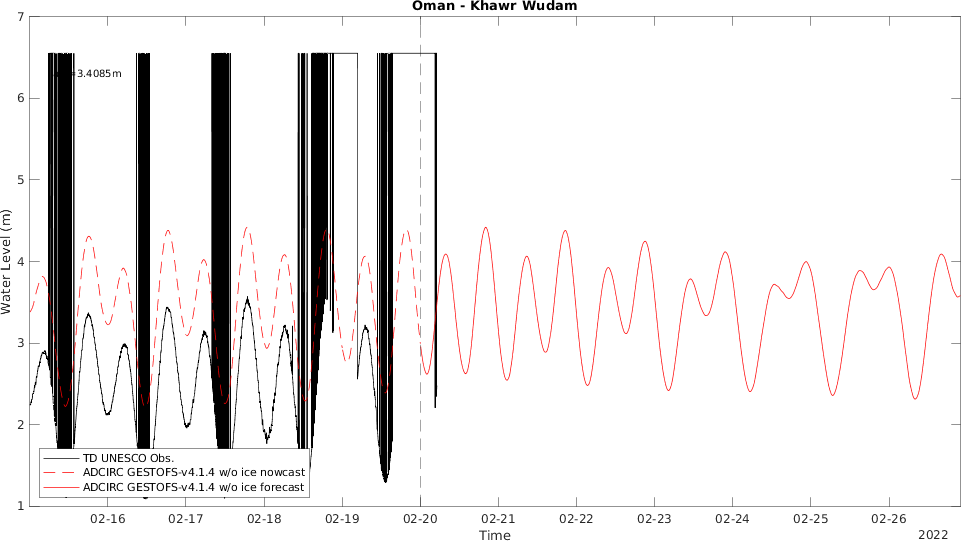 Oman - Khawr Wudam
Water Level (m)
7
6
5
4
3
2
1
=3.4085m
TD UNESCO Obs.
ADCIRC GESTOFS-v4.1.4 w/o ice nowcast
ADCIRC GESTOFS-v4.1.4 w/o ice forecast
02-16 02-17 02-18 02-19 02-20 02-21 02-22 02-23 02-24 02-25 02-26
Time
2022